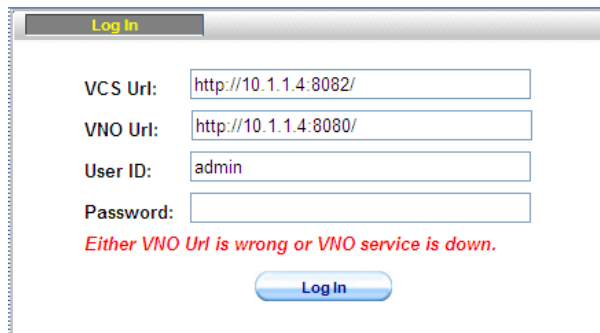 Log In
VCS Url: http://10.1.1.4:8082/
VNO Url: http://10.1.1.4:8080/
User ID: admin
Password:
Either VNO Url is wrong or VNO service is down.
Log In